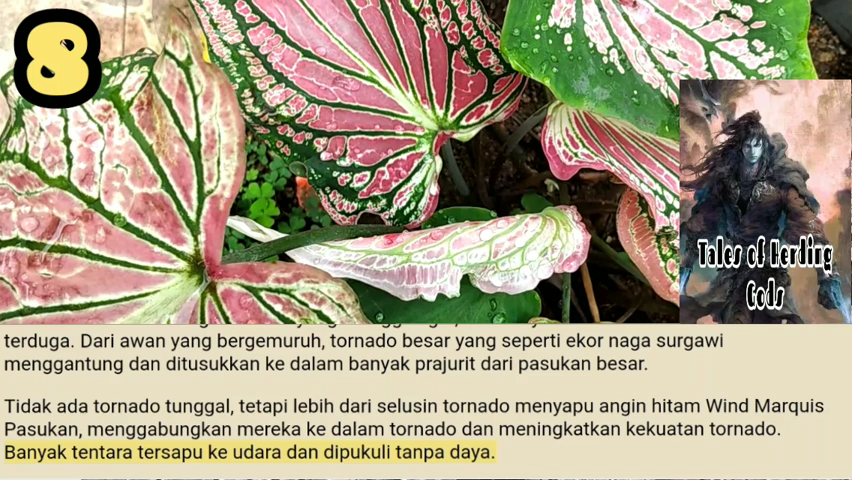 8
Tales of Herding
Gods
terduga. Dari awan yang bergemuruh, tornado besar yang seperti ekor naga surgawi
menggantung dan ditusukkan ke dalam banyak prajurit dari pasukan besar.
Tidak ada tornado tunggal, tetapi lebih dari selusin tornado menyapu angin hitam Wind Marquis
Pasukan, menggabungkan mereka ke dalam tornado dan meningkatkan kekuatan tornado.
Banyak tentara tersapu ke udara dan dipukuli tanpa daya.